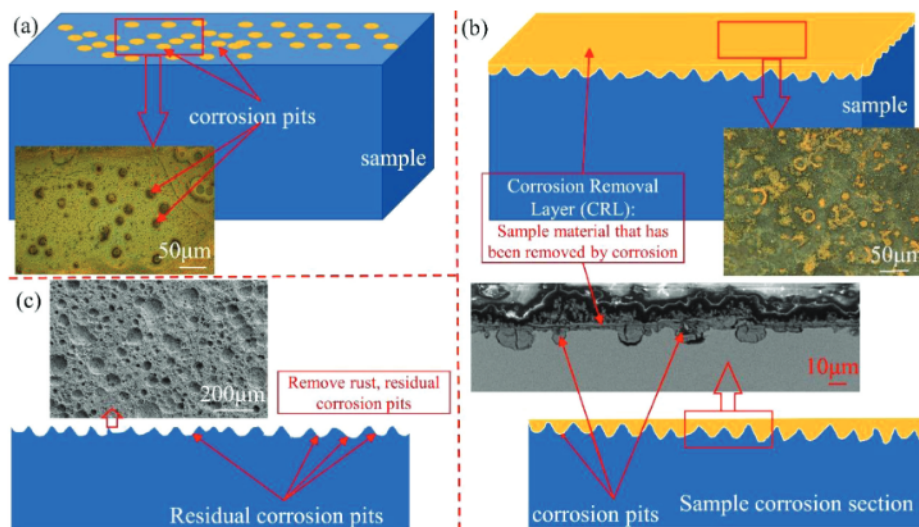 (a)
corrosion pits
sample
50μm
(b)
sample
Corrosion Removal
Layer (CRL):
Sample material that has
been removed by corrosion
50μm
(c)
200μm
Remove rust, residual
corrosion pits
Residual corrosion pits
10μm
corrosion pits
Sample corrosion section